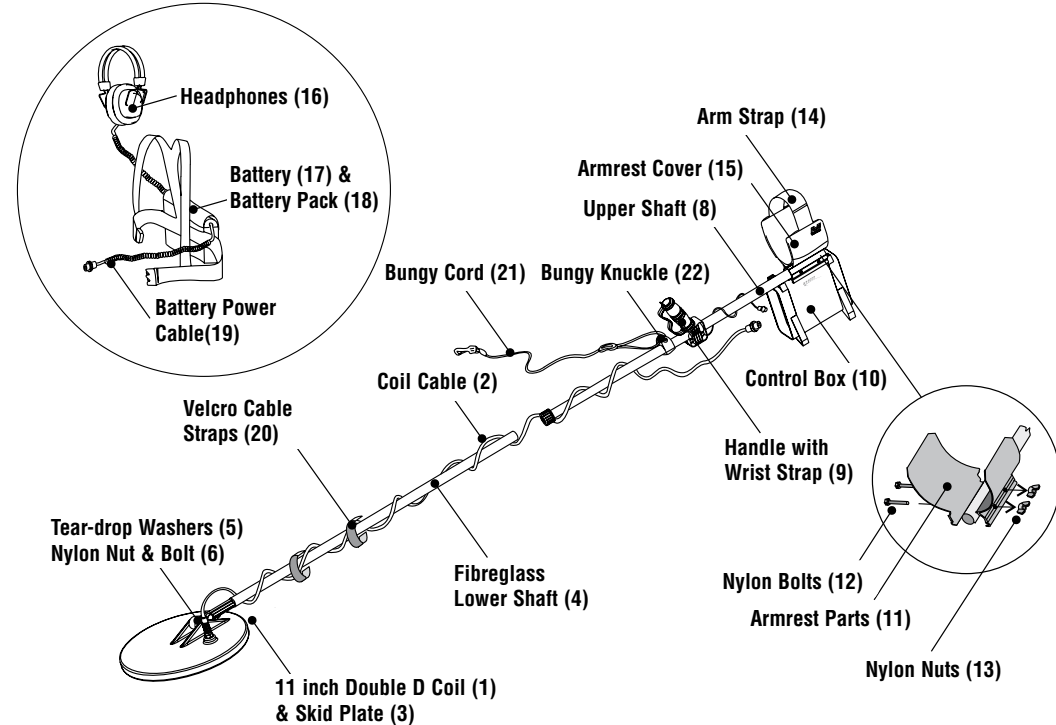 Headphones (16)
Battery (17) &
Battery Pack (18)
Battery Power
Cable(19)
Arm Strap (14)
Armrest Cover (15)
Upper Shaft (8)
Bungy Cord (21)
Bungy Knuckle (22)
Coil Cable (2)
Control Box (10)
Velcro Cable
Straps (20)
Handle with
Wrist Strap (9)
Tear-drop Washers (5)
Nylon Nut & Bolt (6)
Fibreglass
Lower Shaft (4)
Nylon Bolts (12)
Armrest Parts (11)
Nylon Nuts (13)
11 inch Double D Coil (1)
& Skid Plate (3)